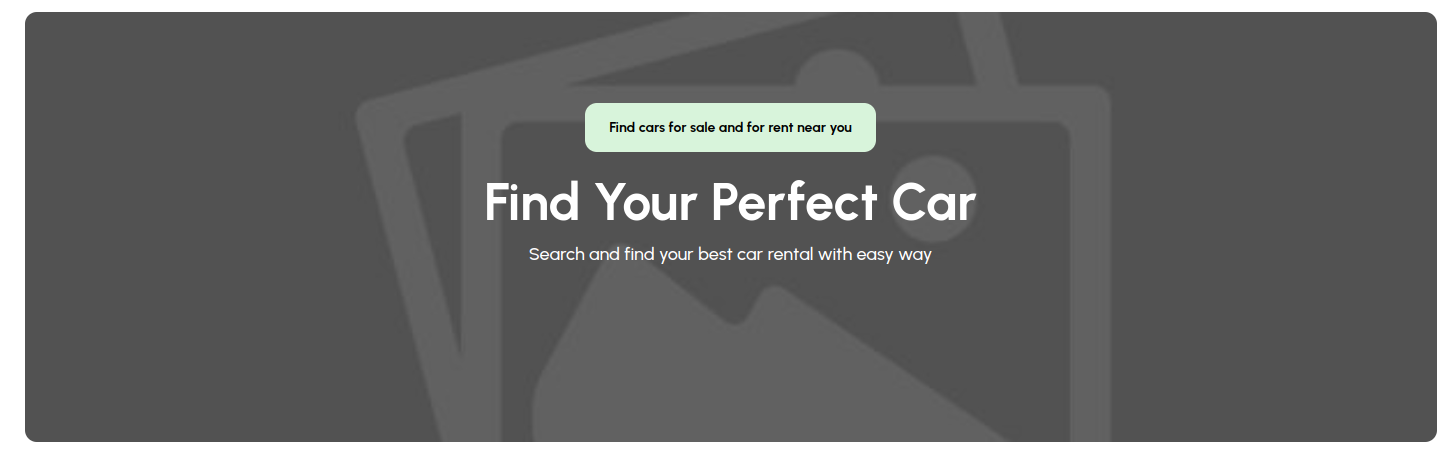 Find cars for sale and for rent near you
Find Your Perfect Car
Search and find your best car rental with easy way